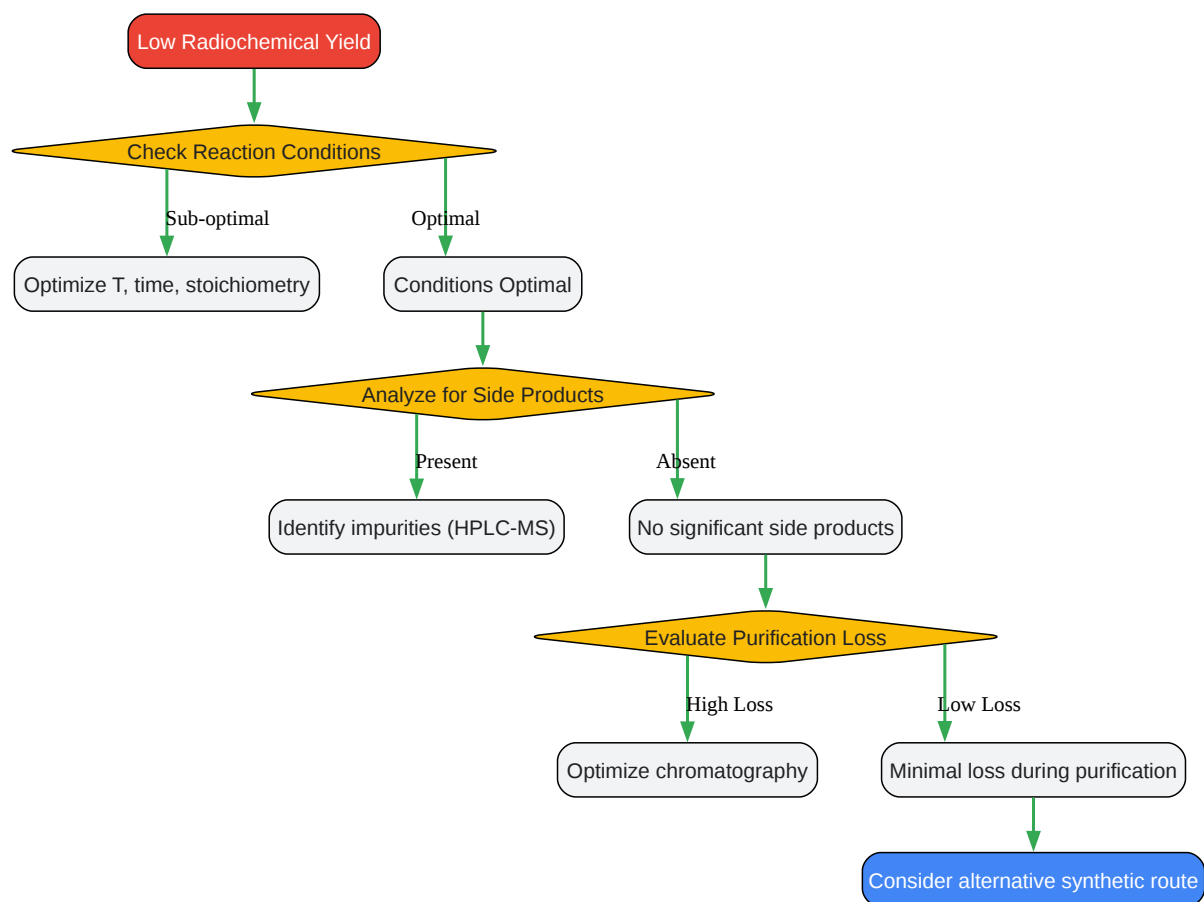 Low Radiochemical Yield
Check Reaction Conditions
Sub-optimal
Optimal
Optimize T, time, stoichiometry
Conditions Optimal
Analyze for Side Products
Present
Absent
Identify impurities (HPLC-MS)
No significant side products
Evaluate Purification Loss
High Loss
Low Loss
Optimize chromatography
Minimal loss during purification
Consider alternative synthetic route